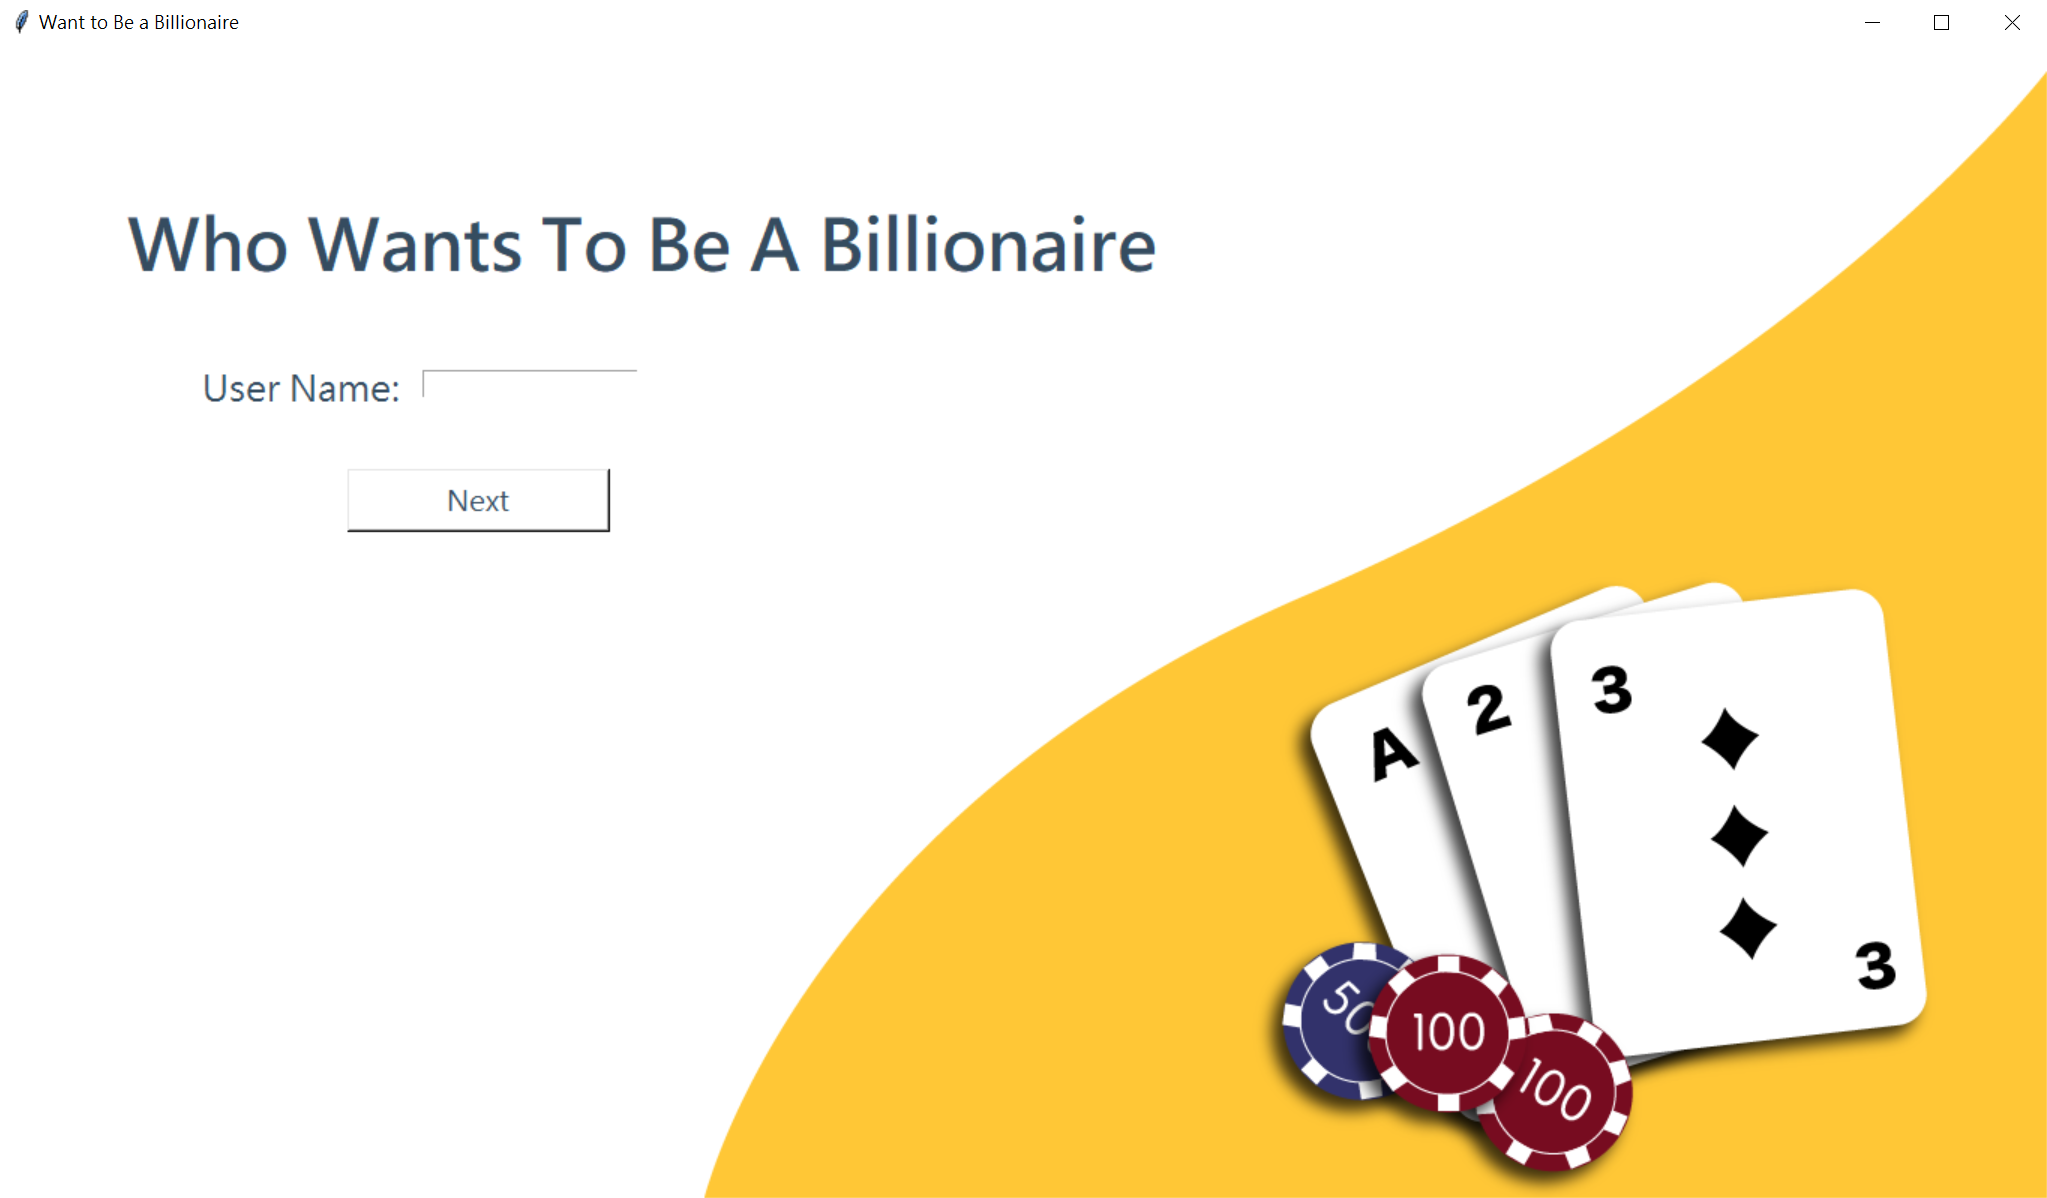 Want to Be a Billionaire
Who Wants To Be A Billionaire
User Name:
Next
A
2
3
3
50
100
100